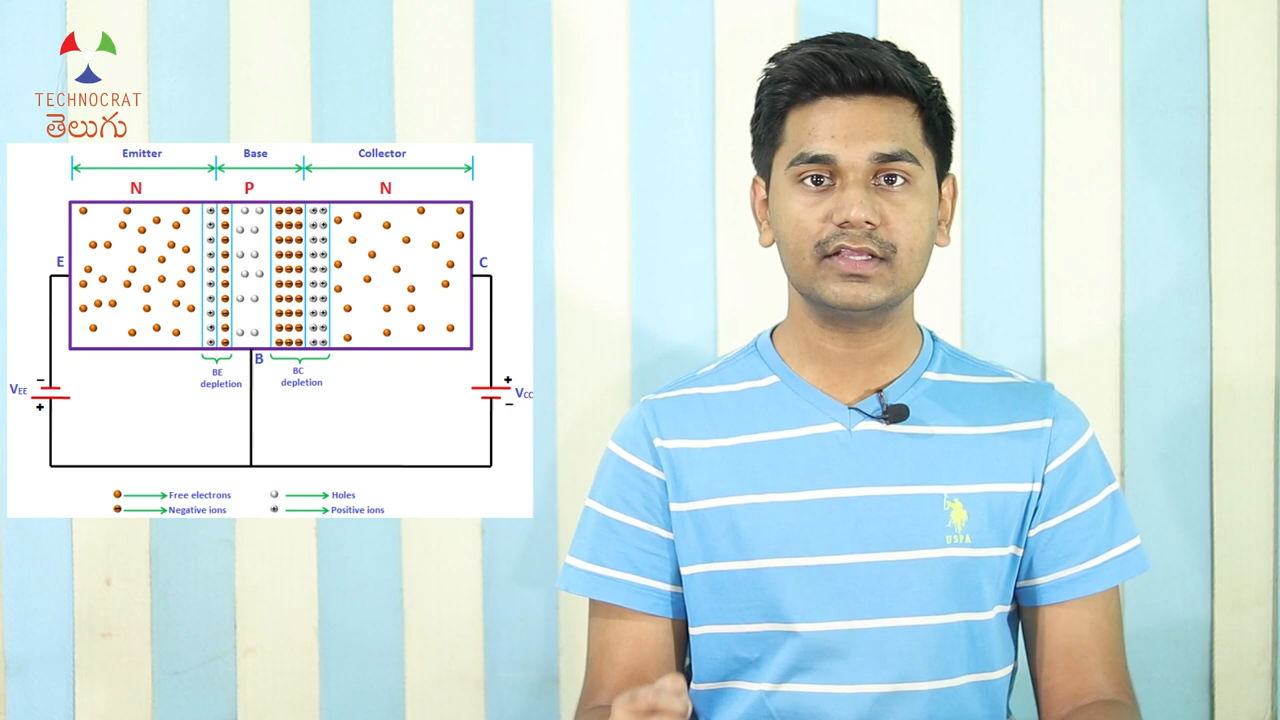 TECHNOCRAT
తెలుగు
Emitter Base Collector
N P N
E C
B
BE
depletion
BC
depletion
−
+
VEE
+
−
VCC
Free electrons Holes
Negative ions Positive ions
USPA